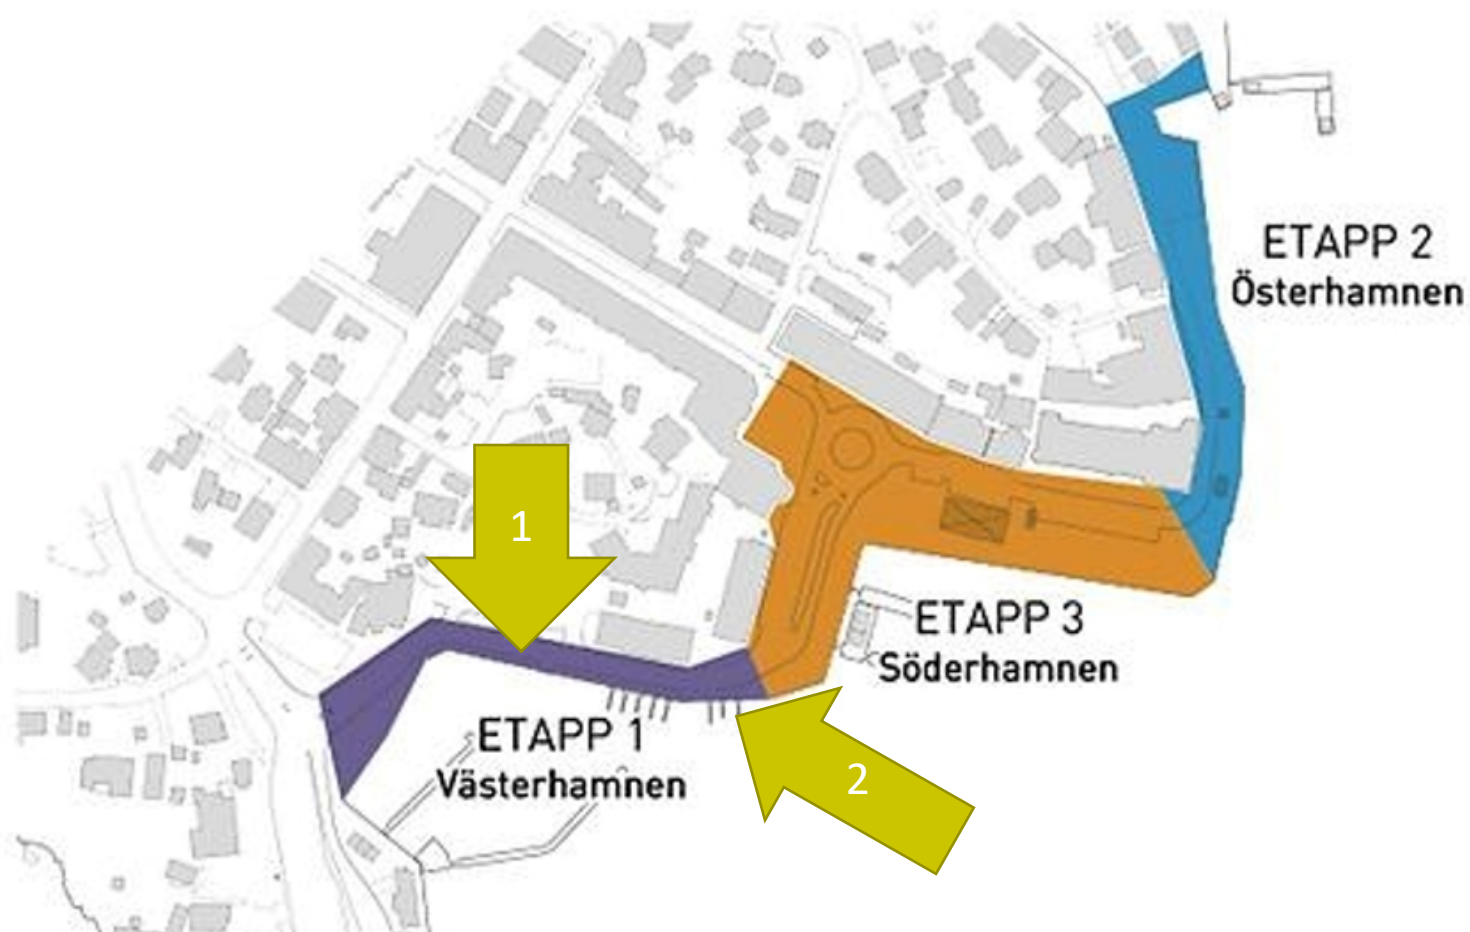 ETAPP 2
Österhamnen
1
ETAPP 3
Söderhamnen
ETAPP 1
Västerhamnen
2